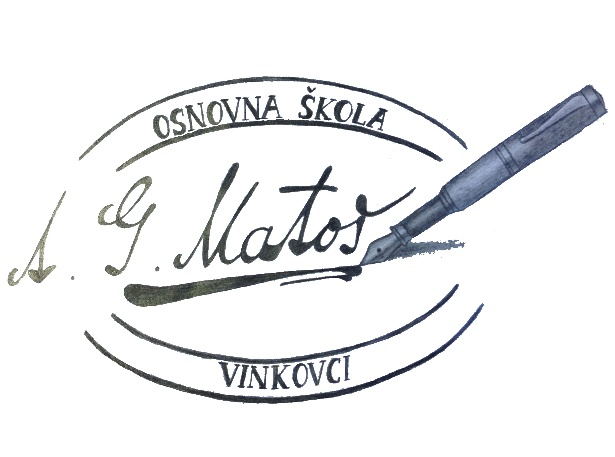 OSNOVNA ŠKOLA
A. G. Matoš
VINKOVCI